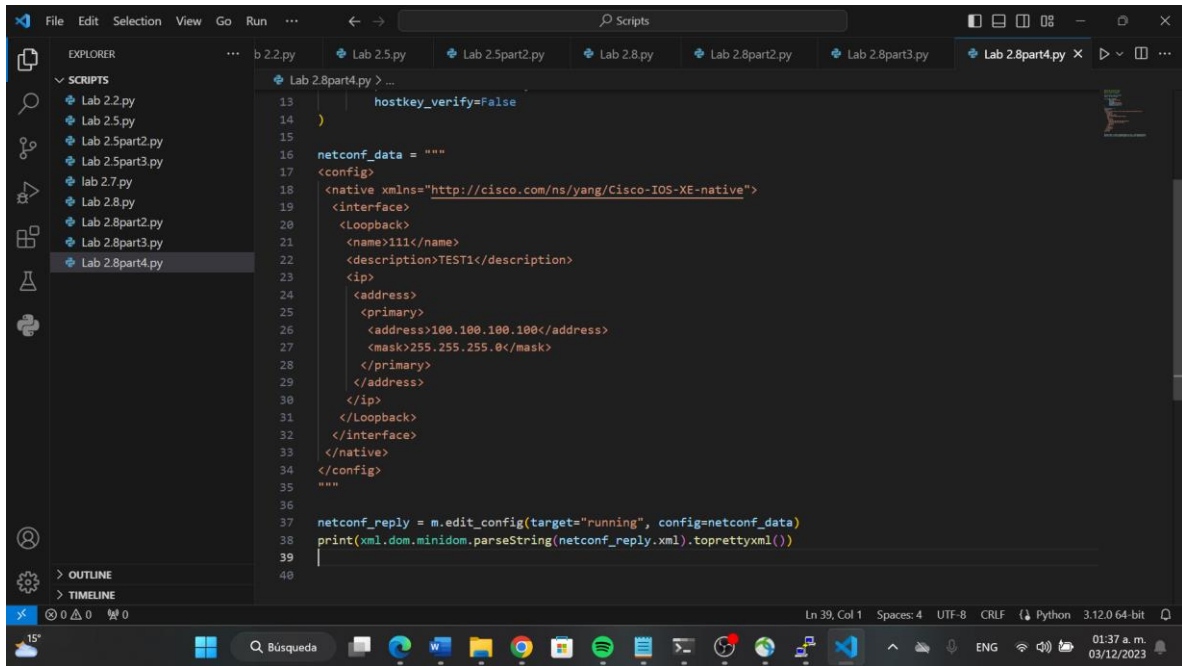 File Edit Selection View Go Run ··· Scripts
EXPLORER ···
SCRIPTS
Lab 2.2.py
Lab 2.5.py
Lab 2.5part2.py
Lab 2.5part3.py
lab 2.7.py
Lab 2.8.py
Lab 2.8part2.py
Lab 2.8part3.py
Lab 2.8part4.py
OUTLINE
TIMELINE
b 2.2.py Lab 2.5.py Lab 2.5part2.py Lab 2.8.py Lab 2.8part2.py Lab 2.8part3.py Lab 2.8part4.py
Lab 2.8part4.py > ...
13 hostkey_verify=False
14 )
15
16 netconf_data = """
17 <config>
18 <native xmlns="http://cisco.com/ns/yang/Cisco-IOS-XE-native">
19 <interface>
20 <Loopback>
21 <name>111</name>
22 <description>TEST1</description>
23 <ip>
24 <address>
25 <primary>
26 <address>100.100.100.100</address>
27 <mask>255.255.255.0</mask>
28 </primary>
29 </address>
30 </ip>
31 </Loopback>
32 </interface>
33 </native>
34 </config>
35 """
36
37 netconf_reply = m.edit_config(target="running", config=netconf_data)
38 print(xml.dom.minidom.parseString(netconf_reply.xml).toprettyxml())
39
40
0 0 0 Ln 39, Col 1 Spaces: 4 UTF-8 CRLF Python 3.12.0 64-bit
15° Búsqueda ENG 01:37 a. m.
03/12/2023